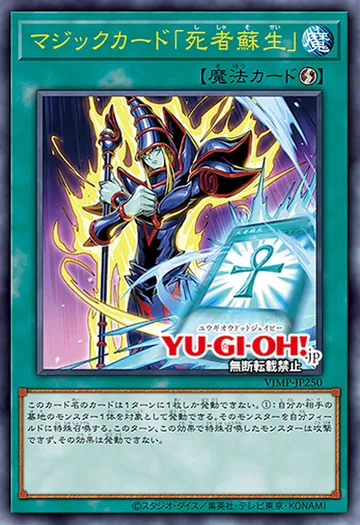 マジックカード「死者蘇生」
魔
【魔法カード】
ユウギオウドットジェイピー
YU-GI-OH!.jp
無断転載禁止
VJMP-JP250
このカード名のカードは1ターンに1枚しか発動できない。①:自分か相手の
墓地のモンスター1体を対象として発動できる。そのモンスターを自分フィー
ルドに特殊召喚する。このターン、この効果で特殊召喚したモンスターは攻撃
できず、その効果は発動できない。
©スタジオ・ダイス/集英社・テレビ東京・KONAMI